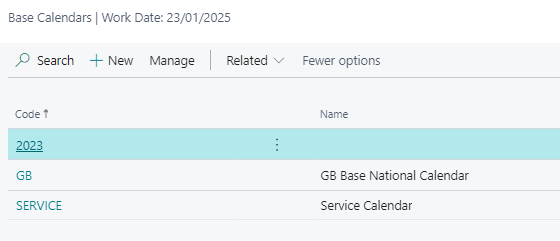 Base Calendars | Work Date: 23/01/2025
Search New Manage Related Fewer options
Code ↑ Name
2023
GB GB Base National Calendar
SERVICE Service Calendar